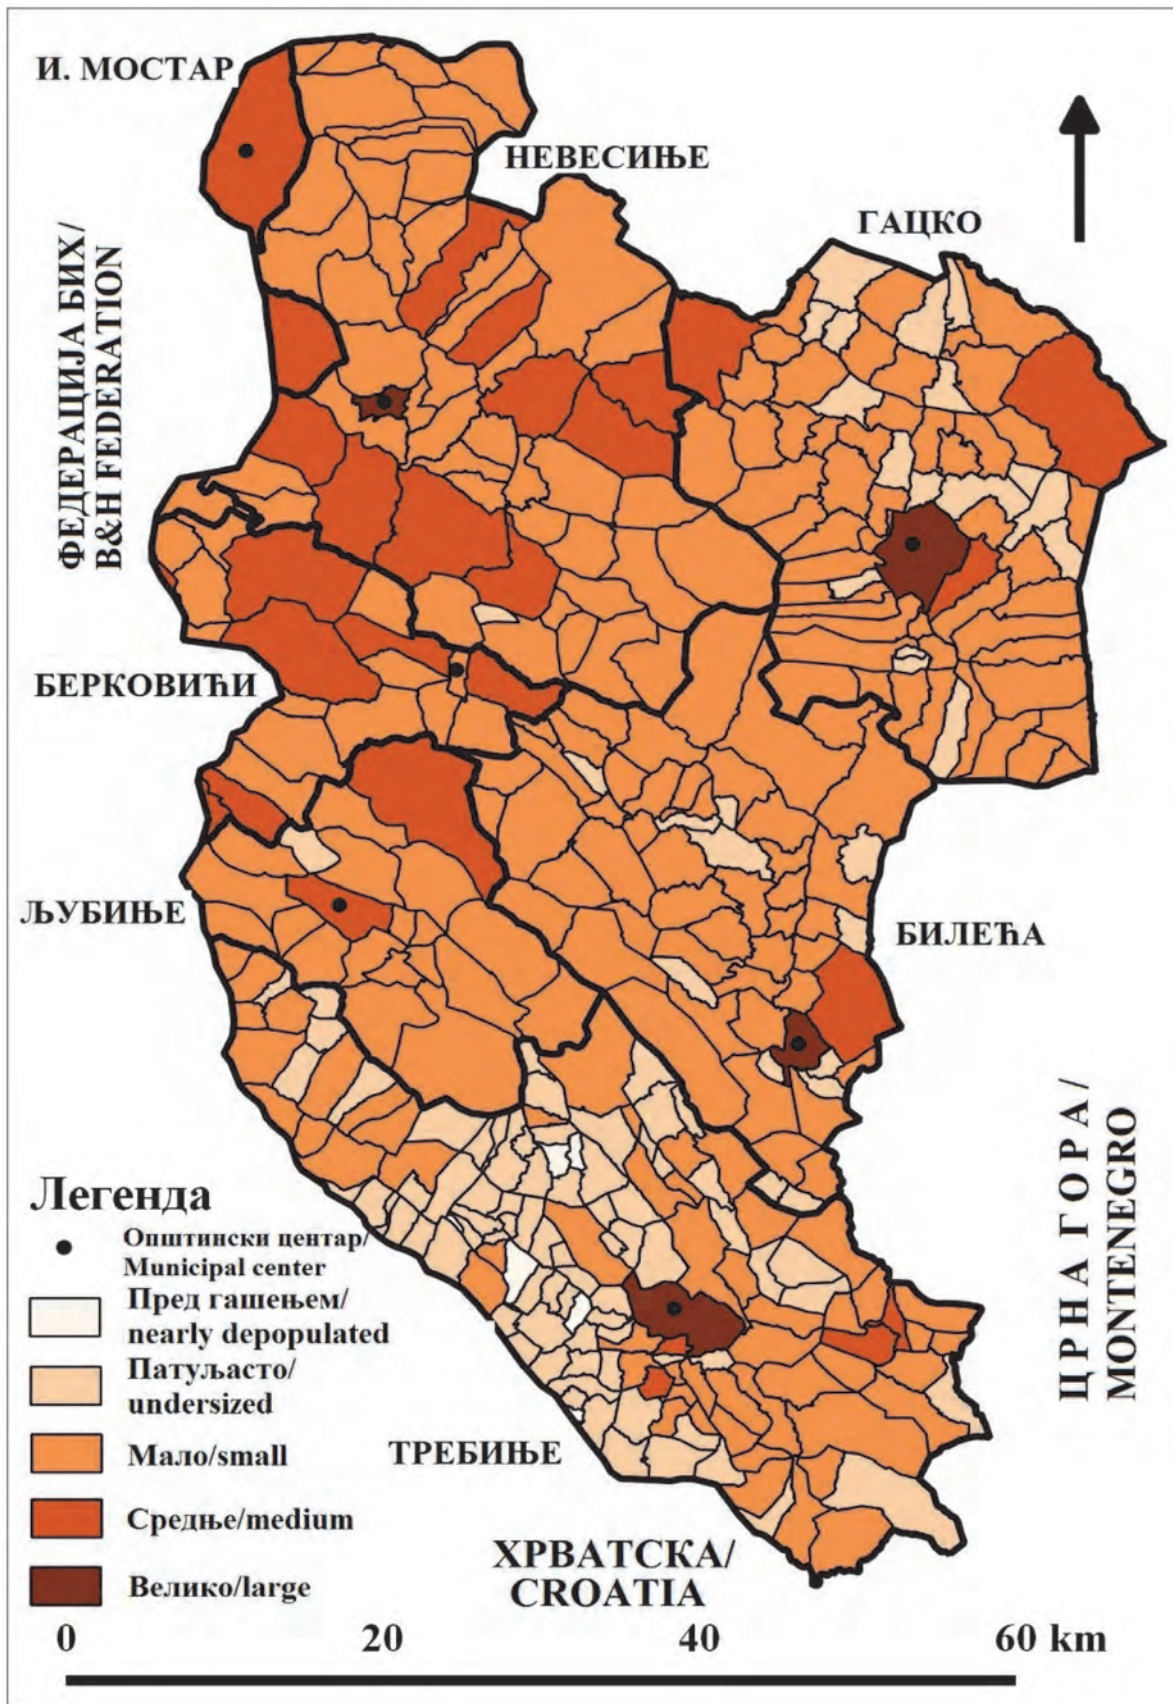 И. МОСТАР
НЕВЕСИЊЕ
ГАЦКО
ФЕДЕРАЦИЈА БИХ/
B&H FEDERATION
БЕРКОВИЋИ
ЉУБИЊЕ
БИЛЕЋА
ЦРНА ГОРА/
MONTENEGRO
Легенда
Општински центар/
Municipal center
Пред гашењем/
nearly depopulated
Патуљасто/
undersized
Мало/small
Средње/medium
Велико/large
ТРЕБИЊЕ
ХРВАТСКА/
CROATIA
0 20 40 60 km